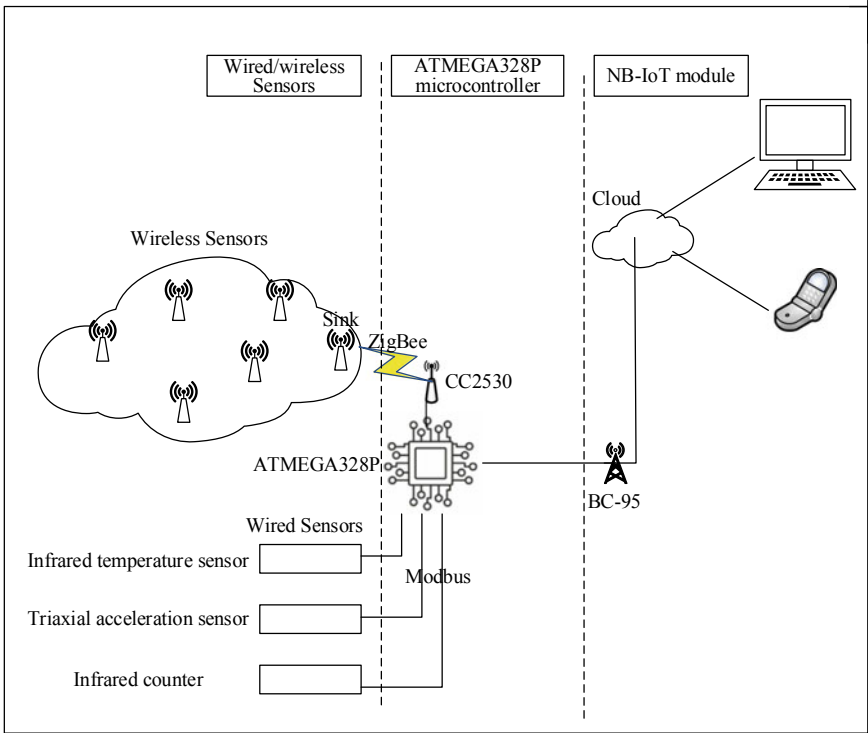 Wired/wireless
Sensors
ATMEGA328P
microcontroller
NB-IoT module
Cloud
Wireless Sensors
Sink
ZigBee
CC2530
ATMEGA328P
BC-95
Wired Sensors
Infrared temperature sensor
Modbus
Triaxial acceleration sensor
Infrared counter